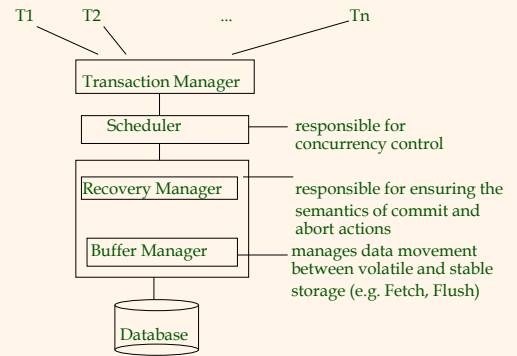 T1 T2 ... Tn
Transaction Manager
Scheduler
responsible for
concurrency control
Recovery Manager
responsible for ensuring the
semantics of commit and
abort actions
Buffer Manager
manages data movement
between volatile and stable
storage (e.g. Fetch, Flush)
Database